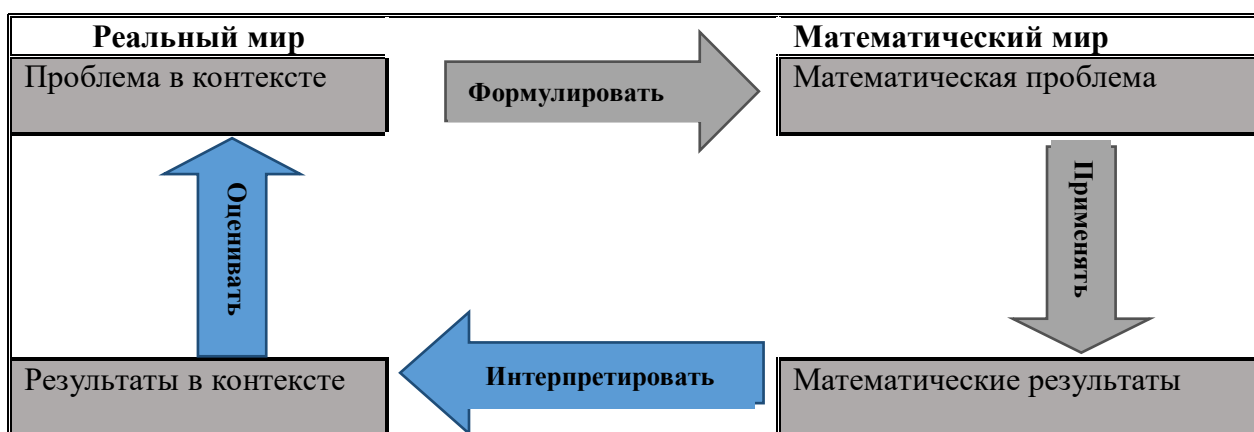 Реальный мир
Математический мир
Проблема в контексте
Формулировать
Математическая проблема
Оценивать
Применять
Результаты в контексте
Интерпретировать
Математические результаты